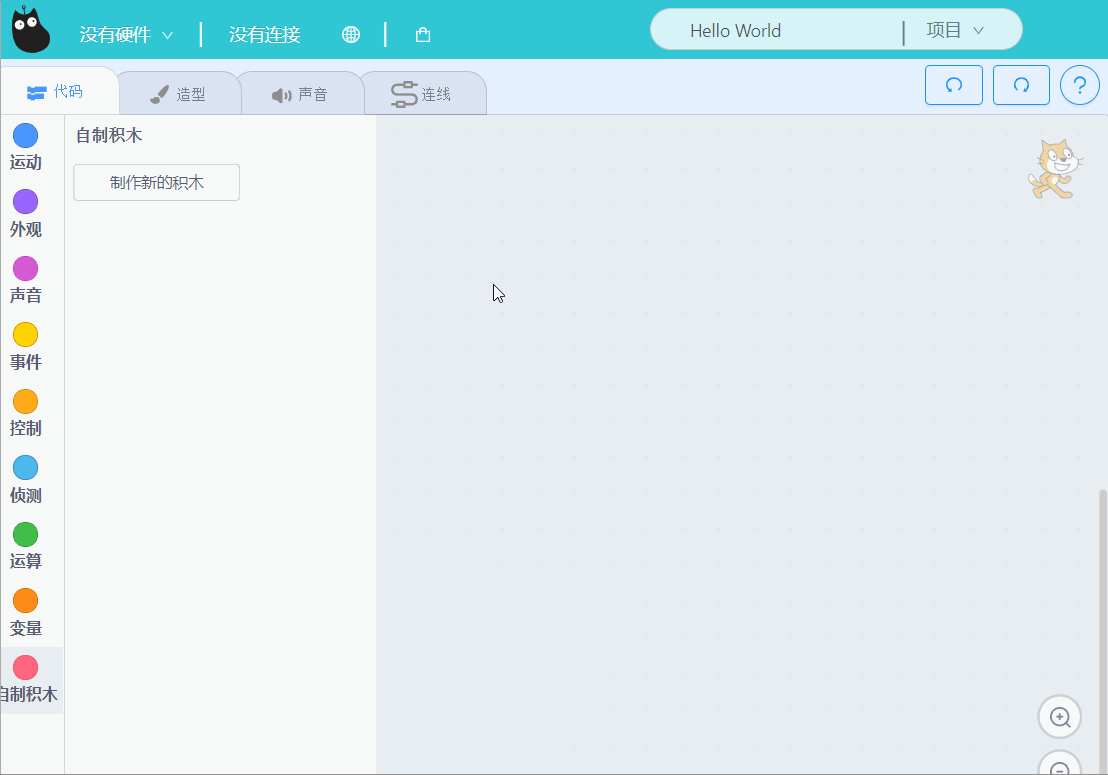 没有硬件 没有连接 Hello World 项目
代码 造型 声音 连线 ?
自制积木
制作新的积木
运动
外观
声音
事件
控制
侦测
运算
变量
自制积木